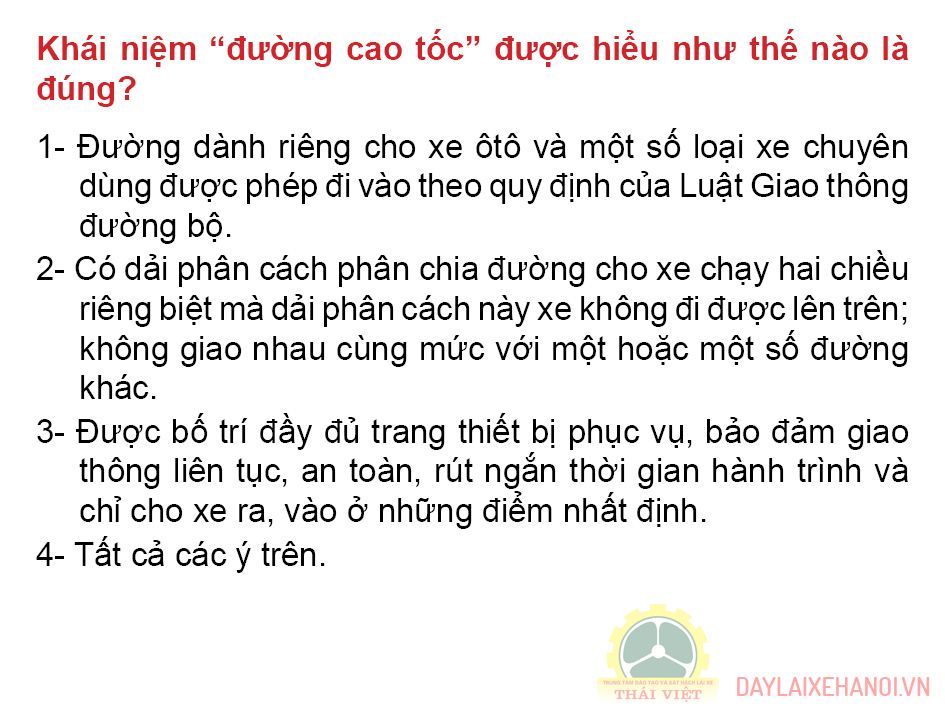 Khái niệm “đường cao tốc” được hiểu như thế nào là
đúng?
1- Đường dành riêng cho xe ôtô và một số loại xe chuyên
dùng được phép đi vào theo quy định của Luật Giao thông
đường bộ.
2- Có dải phân cách phân chia đường cho xe chạy hai chiều
riêng biệt mà dải phân cách này xe không đi được lên trên;
không giao nhau cùng mức với một hoặc một số đường
khác.
3- Được bố trí đầy đủ trang thiết bị phục vụ, bảo đảm giao
thông liên tục, an toàn, rút ngắn thời gian hành trình và
chỉ cho xe ra, vào ở những điểm nhất định.
4- Tất cả các ý trên.
TRUNG TÂM ĐÀO TẠO VÀ SÁT HẠCH LÁI XE
THÁI VIỆT
DAYLAIXEHANOI.VN